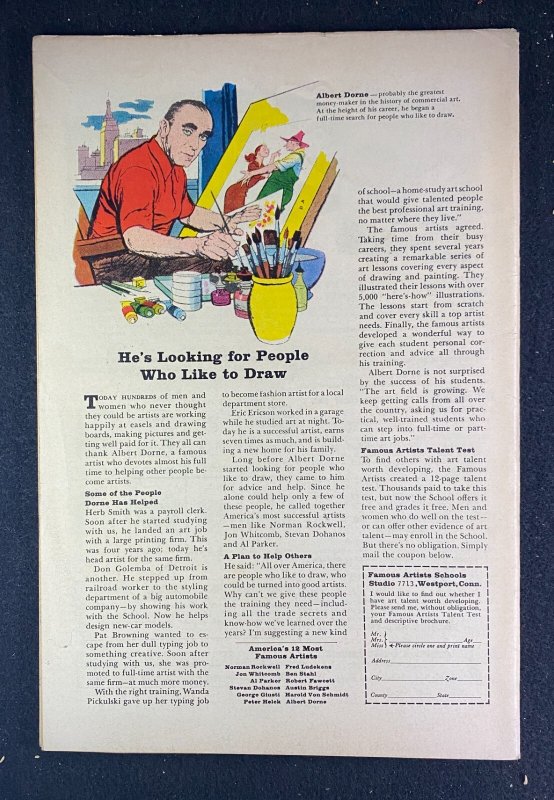 Albert Dorne—probably the greatest
money-maker in the history of commercial art.
At the height of his career, he began a
full-time search for people who like to draw.
He's Looking for People
Who Like to Draw
TODAY HUNDREDS of men and
women who never thought
they could be artists are working
happily at easels and drawing
boards, making pictures and get-
ting well paid for it. They all can
thank Albert Dorne, a famous
artist who devotes almost his full
time to helping other people be-
come artists.
Some of the People
Dorne Has Helped
Herb Smith was a payroll clerk.
Soon after he started studying
with us, he landed an art job
with a large printing firm. This
was four years ago; today he's
head artist for the same firm.
Don Golemba of Detroit is
another. He stepped up from
railroad worker to the styling
department of a big automobile
company—by showing his work
with the School. Now he helps
design new-car models.
Pat Browning wanted to es-
cape from her dull typing job to
something creative. Soon after
studying with us, she was pro-
moted to full-time artist with the
same firm—at much more money.
With the right training, Wanda
Pickulski gave up her typing job
to become fashion artist for a local
department store.
Eric Ericson worked in a garage
while he studied art at night. To-
day he is a successful artist, earns
seven times as much, and is build-
ing a new home for his family.
Long before Albert Dorne
started looking for people who
like to draw, they came to him
for advice and help. Since he
alone could help only a few of
these people, he called together
America's most successful artists
—men like Norman Rockwell,
Jon Whitcomb, Stevan Dohanos
and Al Parker.
A Plan to Help Others
He said: "All over America, there
are people who like to draw, who
could be turned into good artists.
Why can't we give these people
the training they need—includ-
ing all the trade secrets and
know-how we've learned over the
years? I'm suggesting a new kind
America's 12 Most
Famous Artists
Norman Rockwell Fred Ludekens
Jon Whitcomb Ben Stahl
Al Parker Robert Fawcett
Stevan Dohanos Austin Briggs
George Giusti Harold Von Schmidt
Peter Helck Albert Dorne
of school—a home-study art school
that would give talented people
the best professional art training,
no matter where they live."
The famous artists agreed.
Taking time from their busy
careers, they spent several years
creating a remarkable series of
art lessons covering every aspect
of drawing and painting. They
illustrated their lessons with over
5,000 "here's-how" illustrations.
The lessons start from scratch
and cover every skill a top artist
needs. Finally, the famous artists
developed a wonderful way to
give each student personal cor-
rection and advice all through
his training.
Albert Dorne is not surprised
by the success of his students.
"The art field is growing. We
keep getting calls from all over
the country, asking us for prac-
tical, well-trained students who
can step into full-time or part-
time art jobs."
Famous Artists Talent Test
To find others with art talent
worth developing, the Famous
Artists created a 12-page talent
test. Thousands paid to take this
test, but now the School offers it
free and grades it free. Men and
women who do well on the test—
or can offer other evidence of art
talent—may enroll in the School.
But there's no obligation. Simply
mail the coupon below.
Famous Artists Schools
Studio 7713, Westport, Conn.
I would like to find out whether I
have art talent worth developing.
Please send me, without obligation,
your Famous Artists Talent Test
and descriptive brochure.
Mr.
Mrs. Age
Miss Please circle one and print name
Address
City Zone
County State